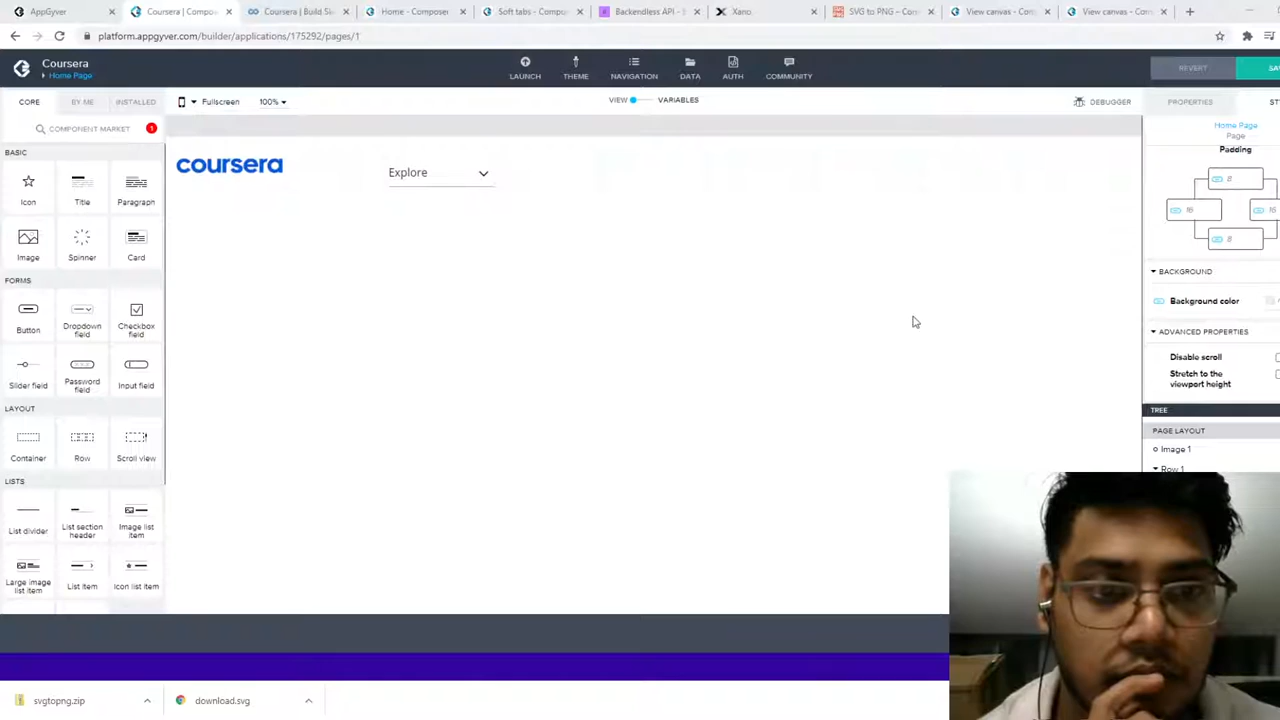 AppGyver
Coursera | Compo
Coursera | Build Ski
Home - Composer
Soft tabs - Compo
Backendless API - S
Xano
SVG to PNG – Con
View canvas - Com
View canvas - Com
platform.appgyver.com/builder/applications/175292/pages/1
Coursera
Home Page
LAUNCH
THEME
NAVIGATION
DATA
AUTH
COMMUNITY
REVERT
CORE
BY ME
INSTALLED
Fullscreen
100%
VIEW
VARIABLES
DEBUGGER
PROPERTIES
COMPONENT MARKET
1
Home Page
Page
Padding
8
16
8
BASIC
Icon
Title
Paragraph
Image
Spinner
Card
coursera
Explore
BACKGROUND
Background color
ADVANCED PROPERTIES
Disable scroll
Stretch to the
viewport height
FORMS
Button
Dropdown
field
Checkbox
field
Slider field
Password
field
Input field
TREE
PAGE LAYOUT
Image 1
Row 1
LAYOUT
Container
Row
Scroll view
LISTS
List divider
List section
header
Image list
item
Large image
list item
List item
Icon list item
svgtopng.zip
download.svg